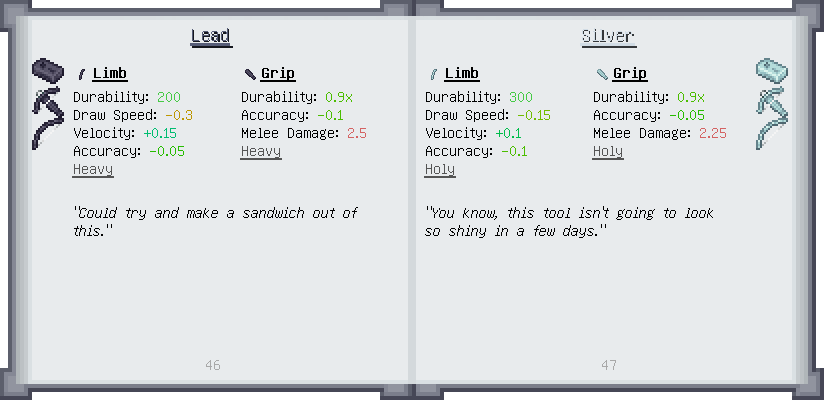 Lead
Limb
Durability: 200
Draw Speed: -0.3
Velocity: +0.15
Accuracy: -0.05
Heavy
Grip
Durability: 0.9x
Accuracy: -0.1
Melee Damage: 2.5
Heavy
"Could try and make a sandwich out of
this."
46
Silver
Limb
Durability: 300
Draw Speed: -0.15
Velocity: +0.1
Accuracy: -0.1
Holy
Grip
Durability: 0.9x
Accuracy: -0.05
Melee Damage: 2.25
Holy
"You know, this tool isn't going to look
so shiny in a few days."
47